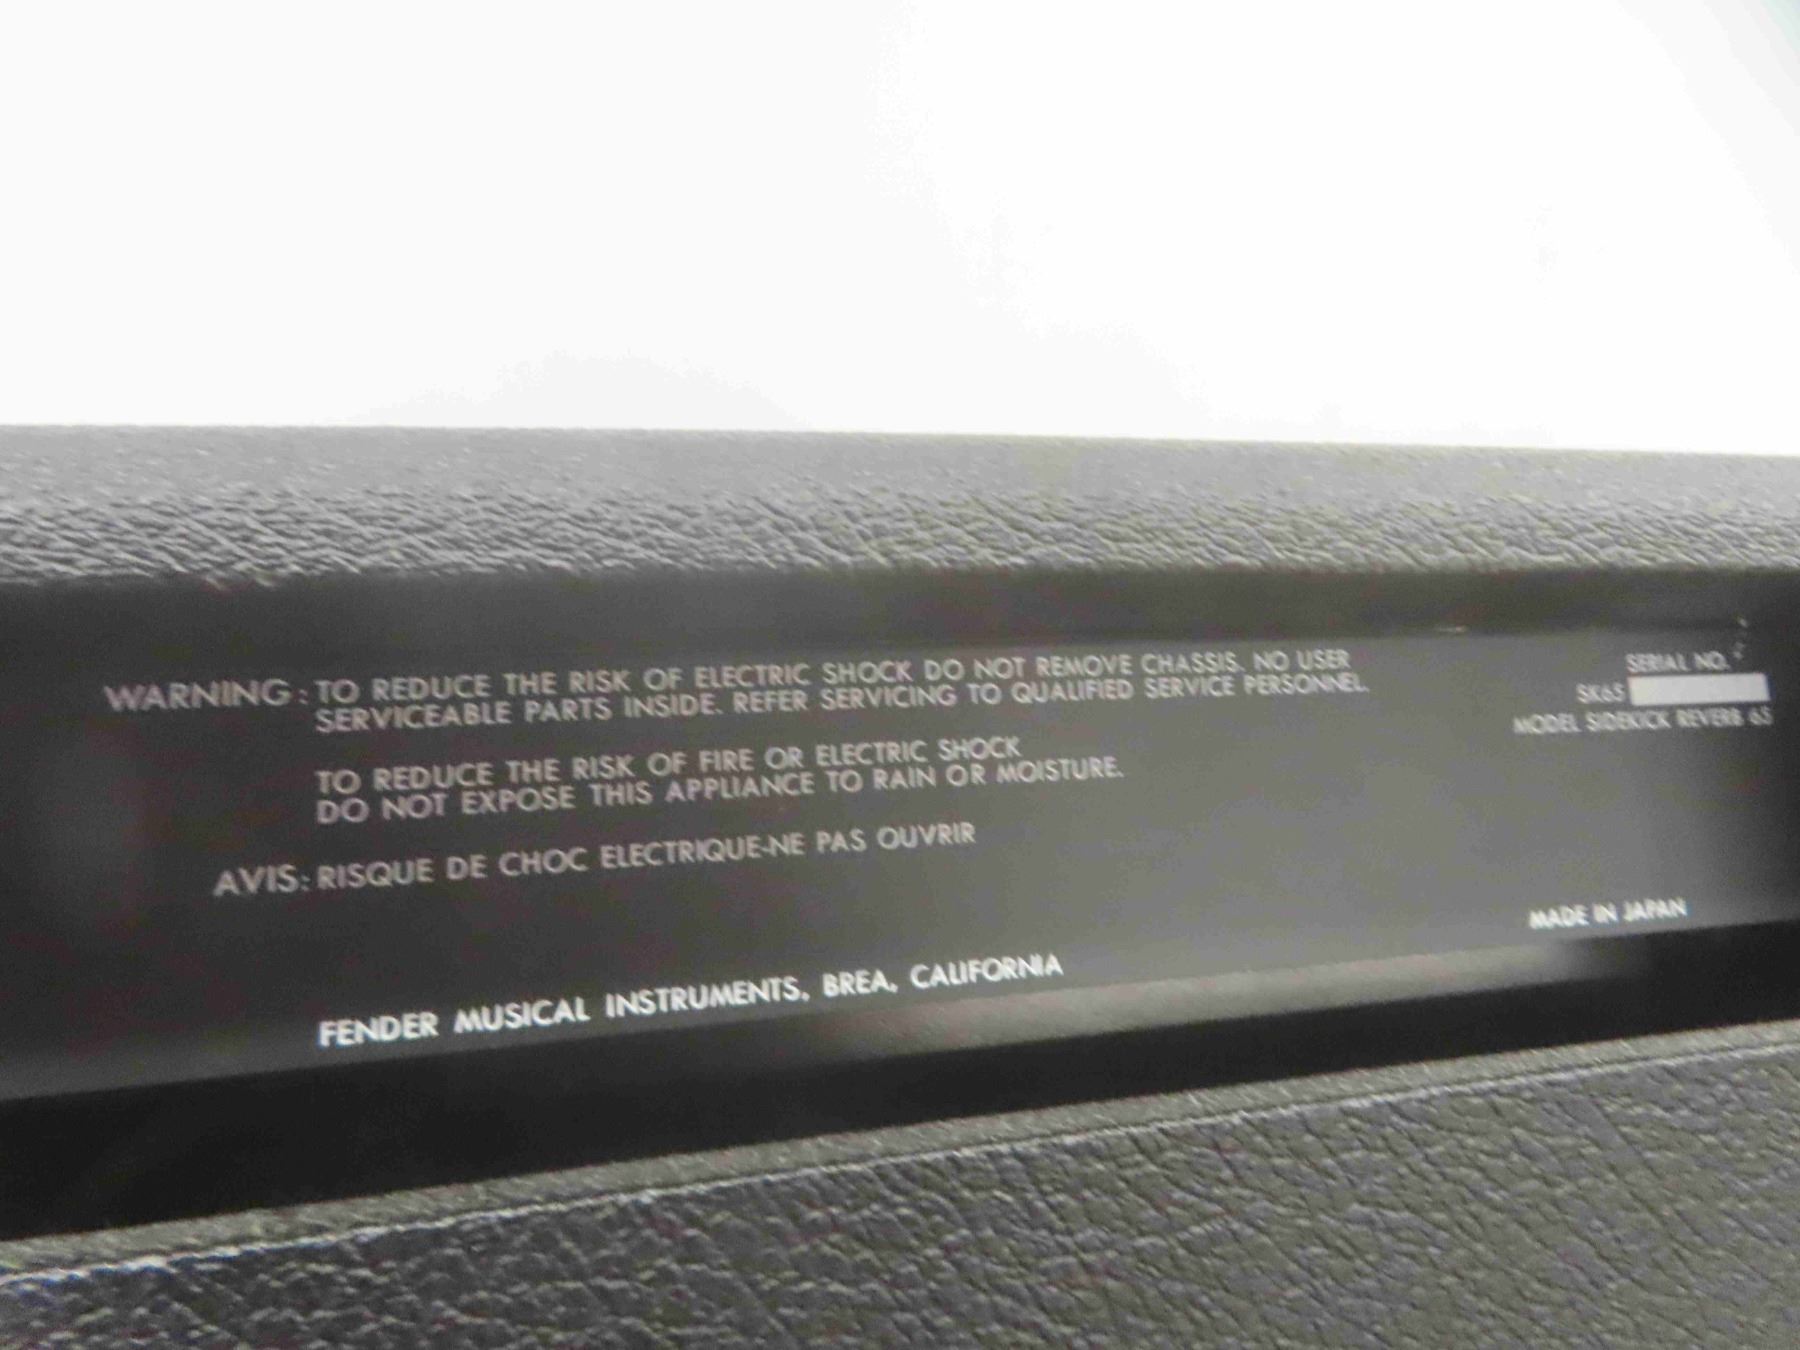 WARNING: TO REDUCE THE RISK OF ELECTRIC SHOCK DO NOT REMOVE CHASSIS. NO USER
SERVICEABLE PARTS INSIDE. REFER SERVICING TO QUALIFIED SERVICE PERSONNEL.
TO REDUCE THE RISK OF FIRE OR ELECTRIC SHOCK
DO NOT EXPOSE THIS APPLIANCE TO RAIN OR MOISTURE.
AVIS: RISQUE DE CHOC ELECTRIQUE-NE PAS OUVRIR
FENDER MUSICAL INSTRUMENTS, BREA, CALIFORNIA
SERIAL NO.
SK65
MODEL SIDEKICK REVERB 65
MADE IN JAPAN